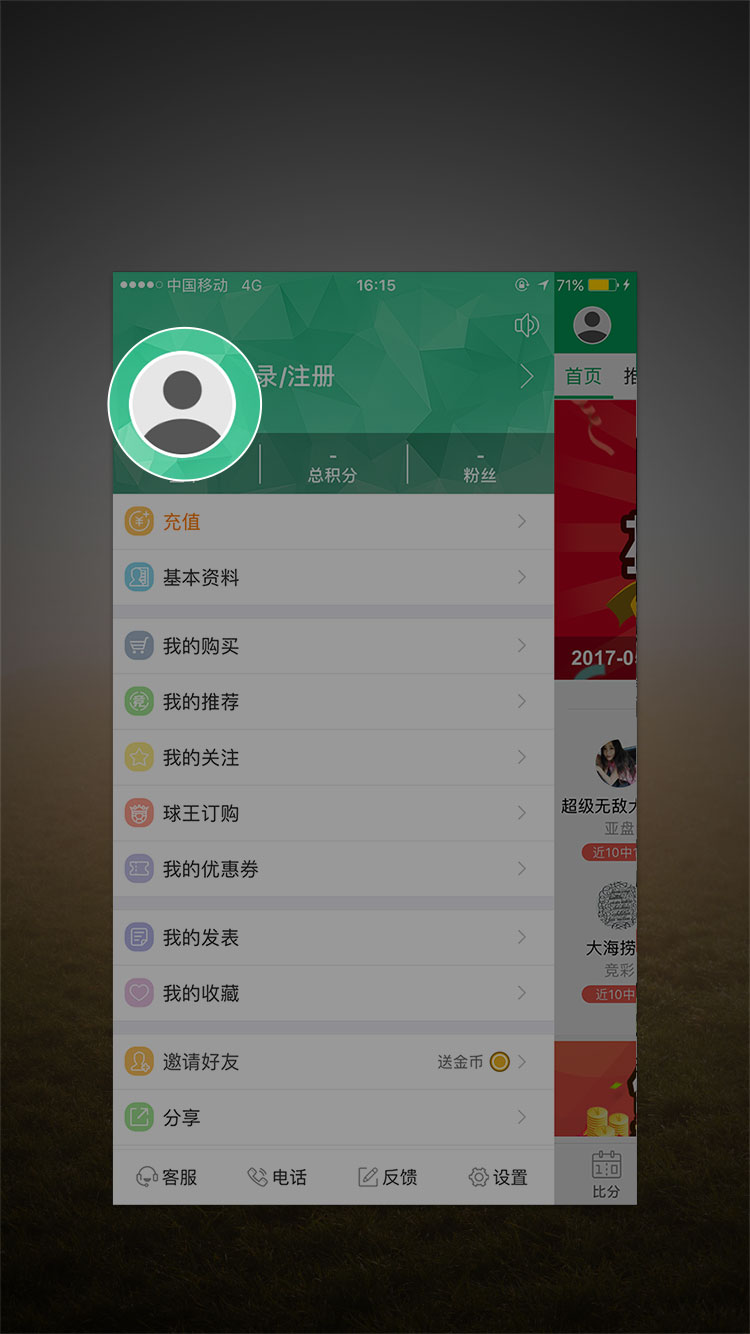 中国移动 4G 16:15 71%
录/注册
首页 推
- -
总积分 粉丝
充值
基本资料
我的购买
2017-0
我的推荐
我的关注
球王订购
超级无敌大
亚盘
近10中
我的优惠券
我的发表
大海捞
竞彩
我的收藏
近10中
邀请好友 送金币
分享
客服 电话 反馈 设置
比分